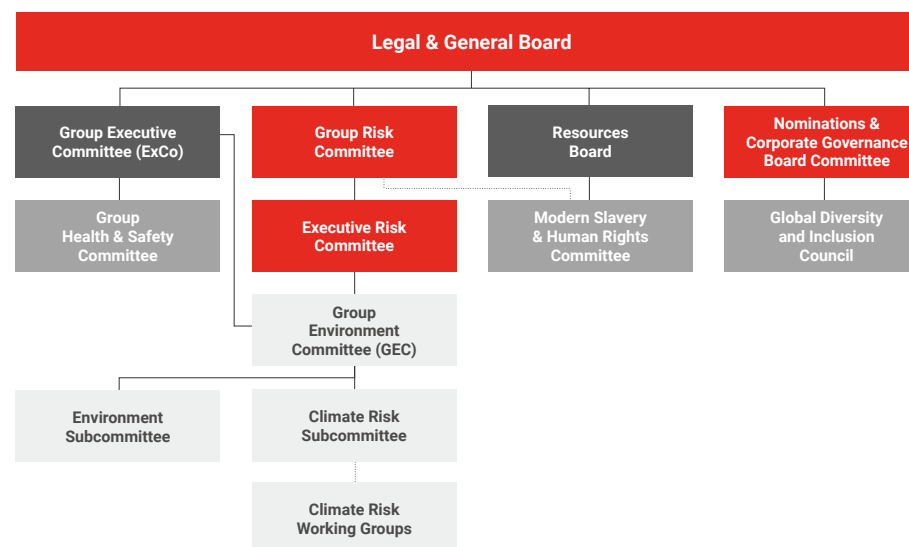 Legal & General Board
Group Executive
Committee (ExCo)
Group Risk
Committee
Resources
Board
Nominations &
Corporate Governance
Board Committee
Group
Health & Safety
Committee
Executive Risk
Committee
Modern Slavery
& Human Rights
Committee
Global Diversity
and Inclusion
Council
Group
Environment
Committee (GEC)
Environment
Subcommittee
Climate Risk
Subcommittee
Climate Risk
Working Groups